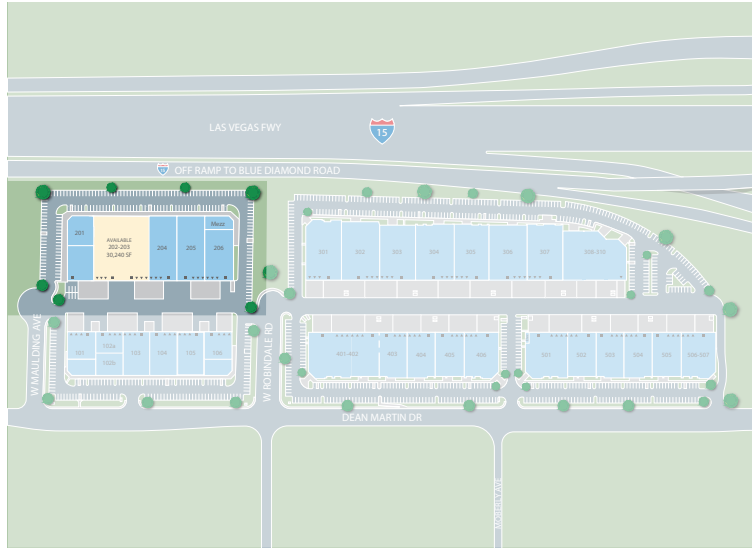 LAS VEGAS FWY
15
OFF RAMP TO BLUE DIAMOND ROAD
201
AVAILABLE
202-203
30,240 SF
204
205
Mezz
206
301
302
303
304
305
306
307
308-310
W MAULDING AVE
W ROBINDALE RD
101
102a
102b
103
104
105
106
401-402
403
404
405
406
501
502
503
504
505
506-507
DEAN MARTIN DR
MOBERLY AVE